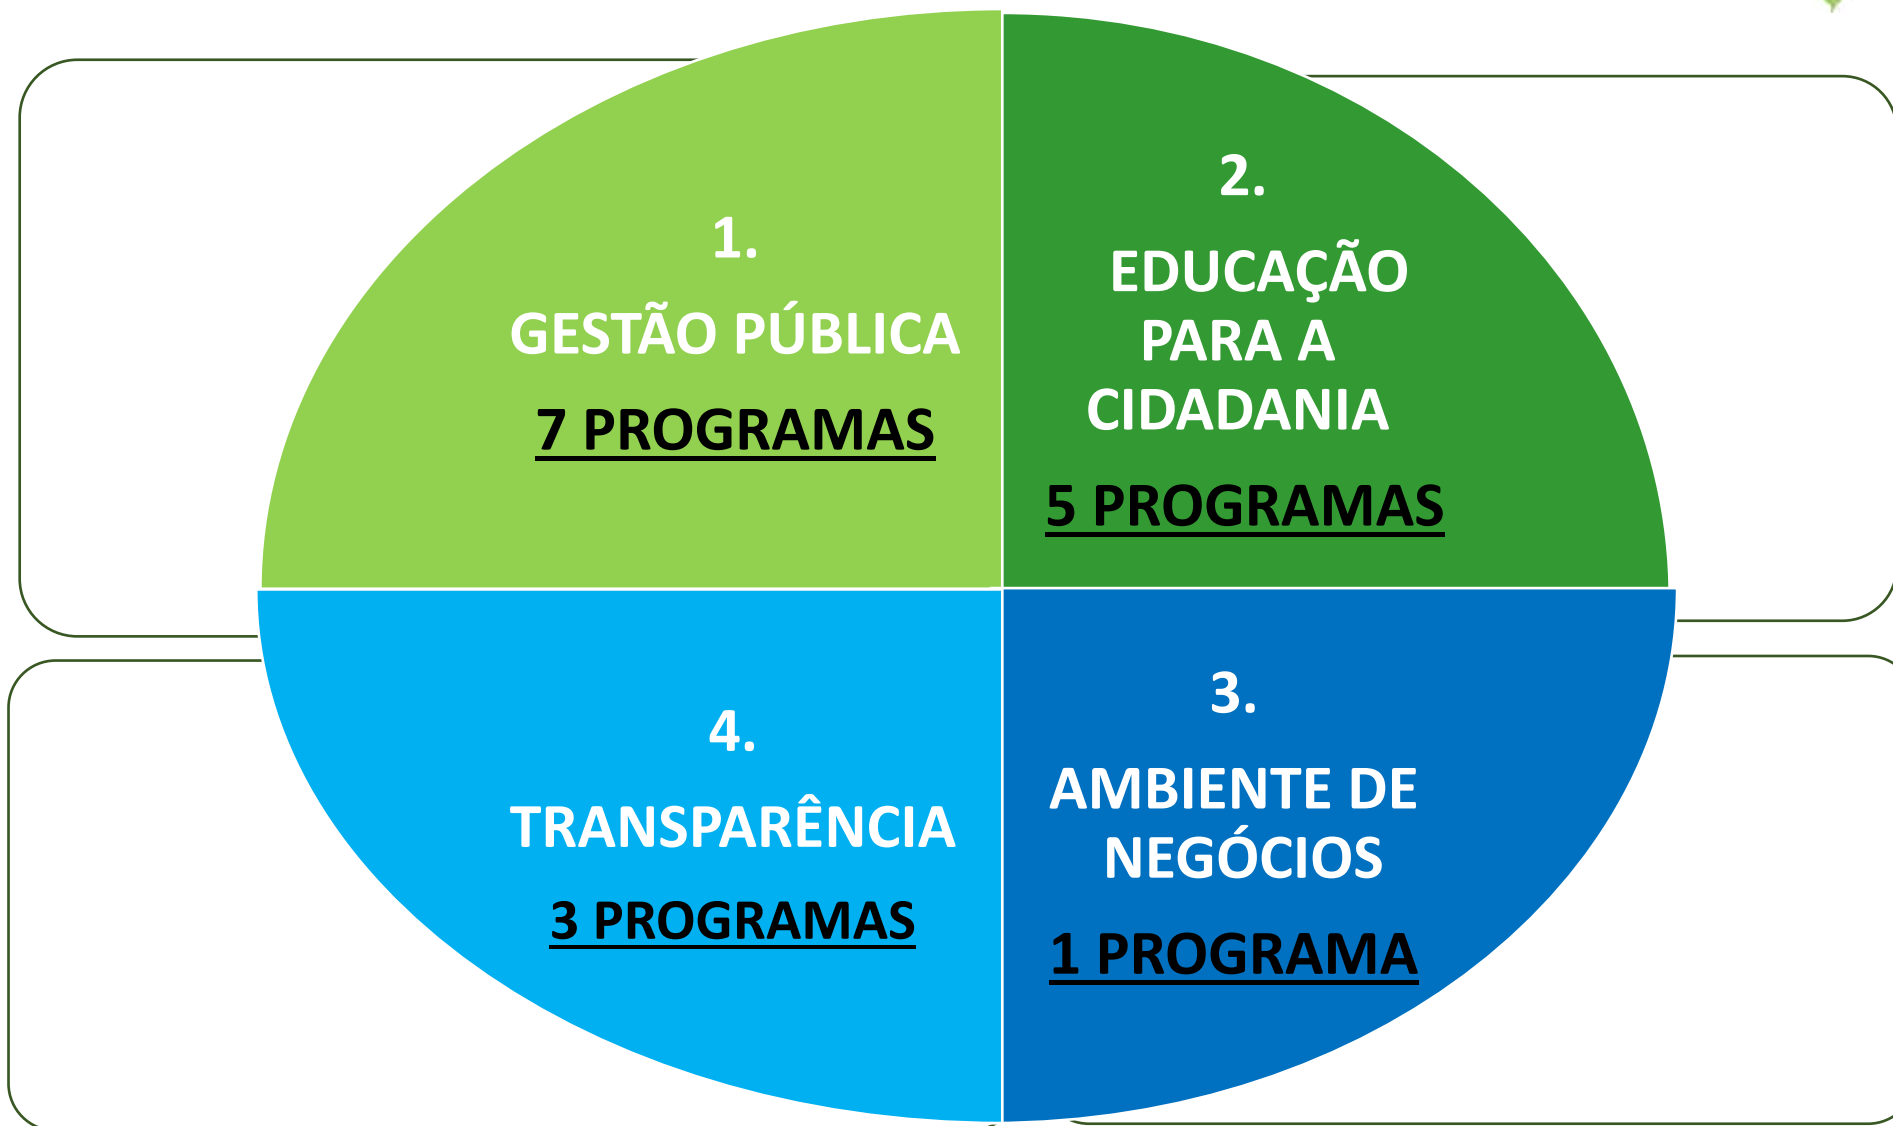 1.
GESTÃO PÚBLICA
7 PROGRAMAS
2.
EDUCAÇÃO
PARA A
CIDADANIA
5 PROGRAMAS
3.
AMBIENTE DE
NEGÓCIOS
1 PROGRAMA
4.
TRANSPARÊNCIA
3 PROGRAMAS